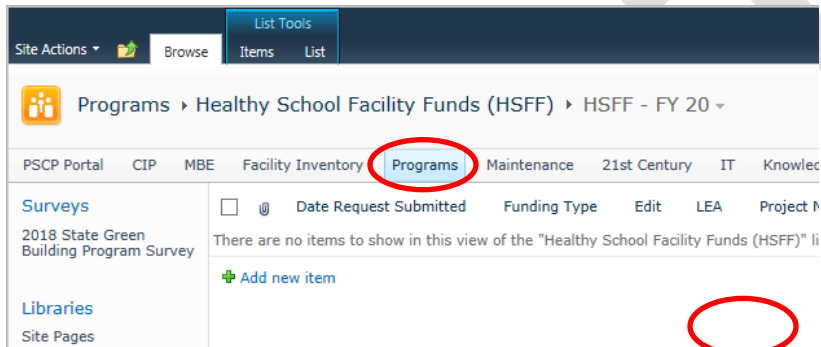 List Tools
Site Actions Browse Items List
Programs Healthy School Facility Funds (HSFF) HSFF - FY 20
PSCP Portal CIP MBE Facility Inventory Programs Maintenance 21st Century IT Knowled
Surveys
Date Request Submitted Funding Type Edit LEA Project N
2018 State Green
Building Program Survey
There are no items to show in this view of the "Healthy School Facility Funds (HSFF)" li
Add new item
Libraries
Site Pages